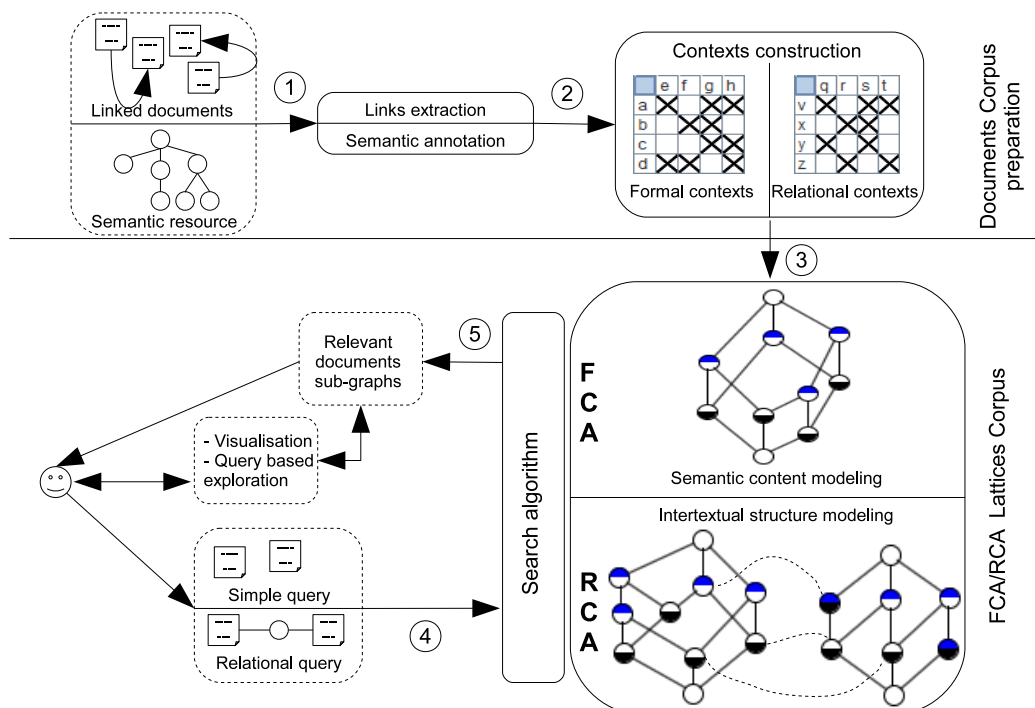 Linked documents
Semantic resource
1
Links extraction
Semantic annotation
2
Contexts construction
e f g h
a
b
c
d
Formal contexts
q r s t
v
x
y
z
Relational contexts
Documents Corpus
preparation
3
F
C
A
Semantic content modeling
Intertextual structure modeling
R
C
A
FCA/RCA Lattices Corpus
Search algorithm
5
Relevant
documents
sub-graphs
- Visualisation
- Query based
exploration
Simple query
Relational query
4